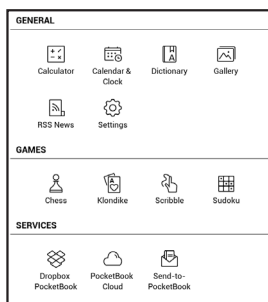 GENERAL
Calculator
Calendar &
Clock
Dictionary
Gallery
RSS News
Settings
GAMES
Chess
Klondike
Scribble
Sudoku
SERVICES
Dropbox
PocketBook
PocketBook
Cloud
Send-to-
PocketBook